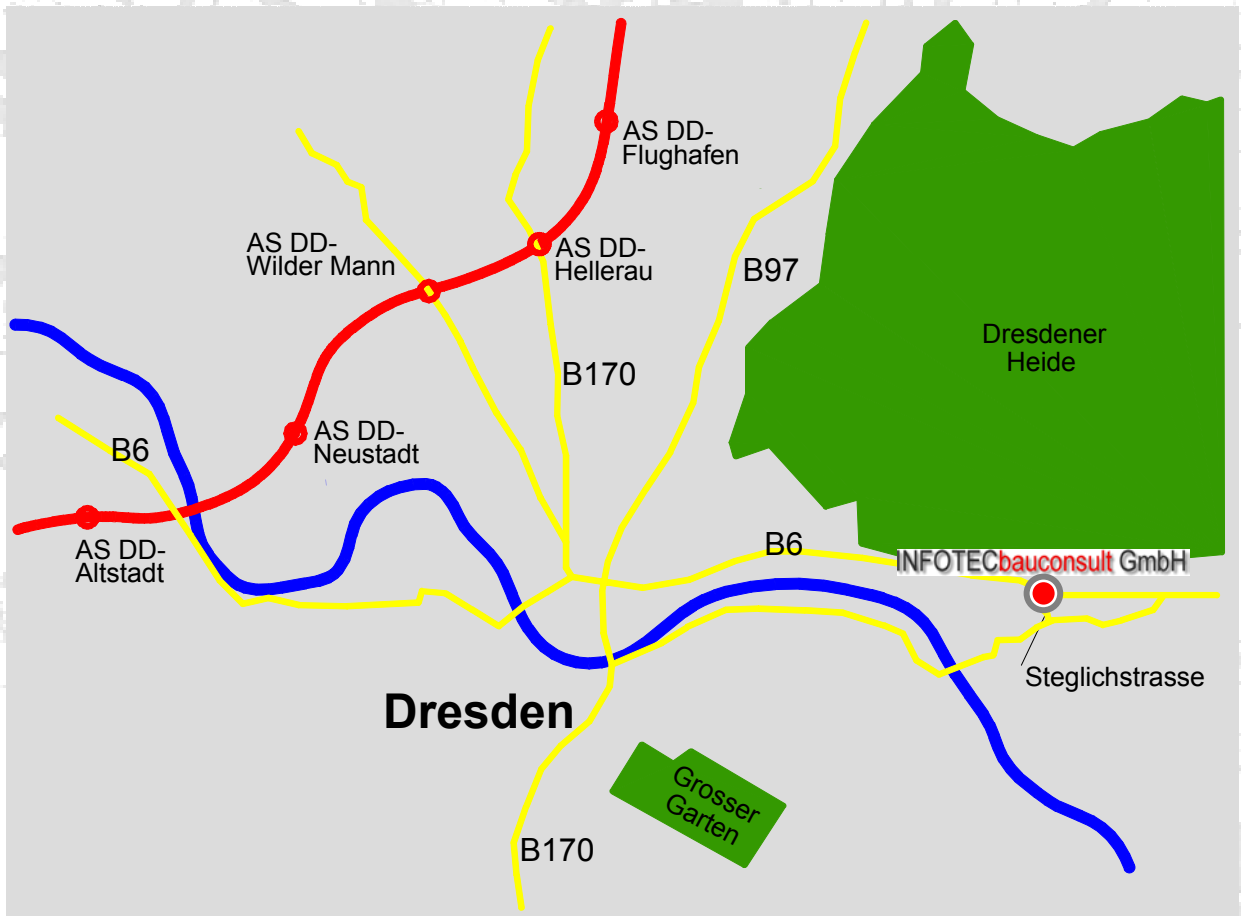 AS DD-
Flughafen
AS DD-
Wilder Mann
AS DD-
Hellerau
B97
Dresdener
Heide
B170
B6
AS DD-
Neustadt
AS DD-
Altstadt
B6
INFOTECbauconsult GmbH
Steglichstrasse
Dresden
Grosser
Garten
B170